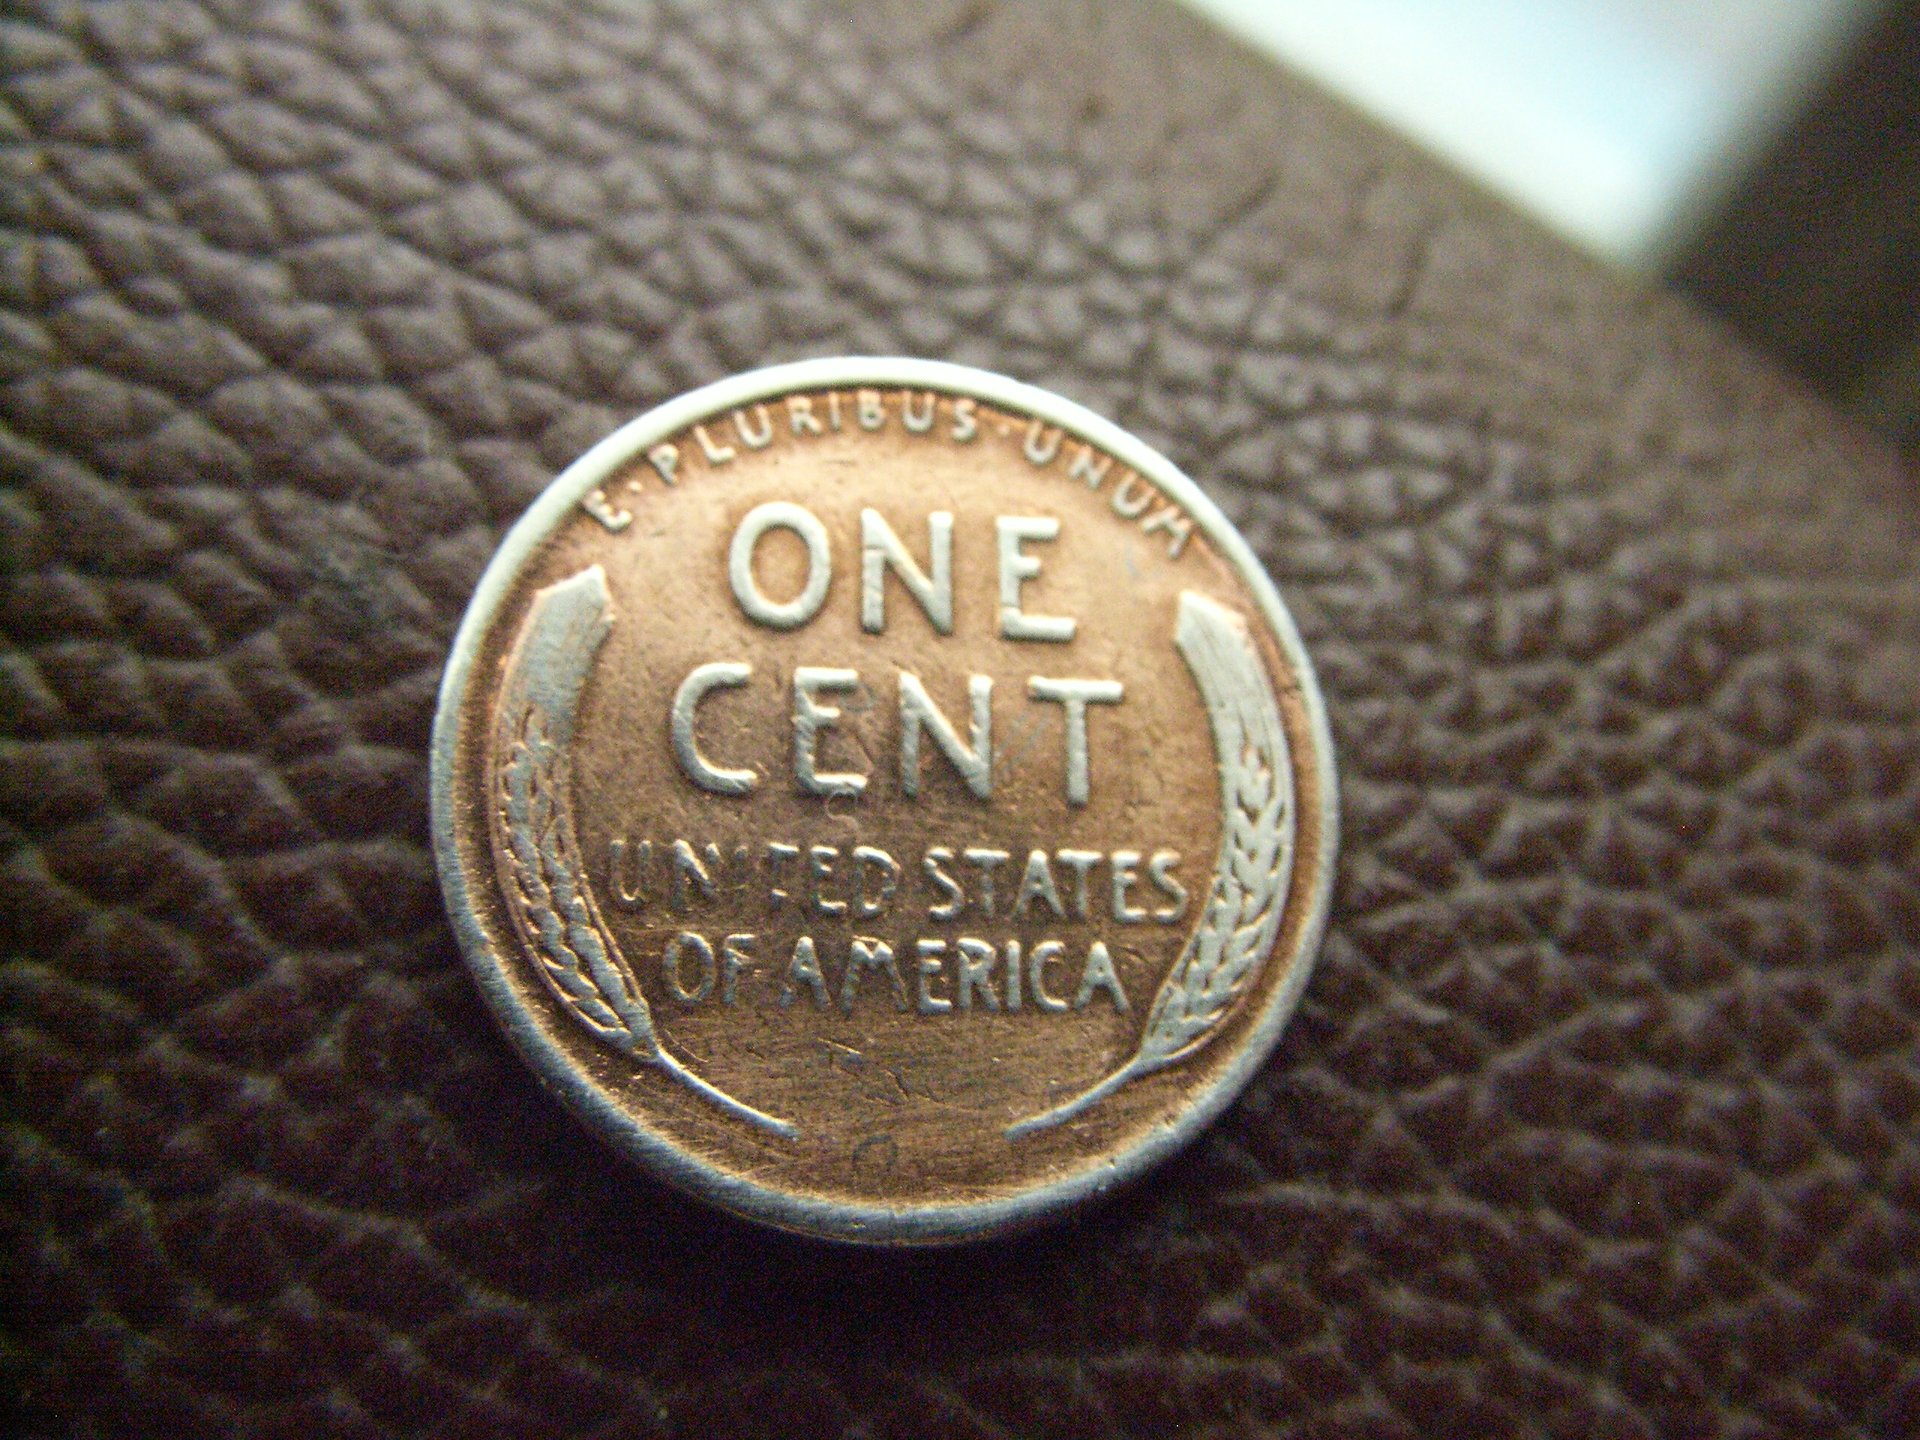 E·PLURIBUS·UNUM
ONE
CENT
UNITED STATES
OF AMERICA